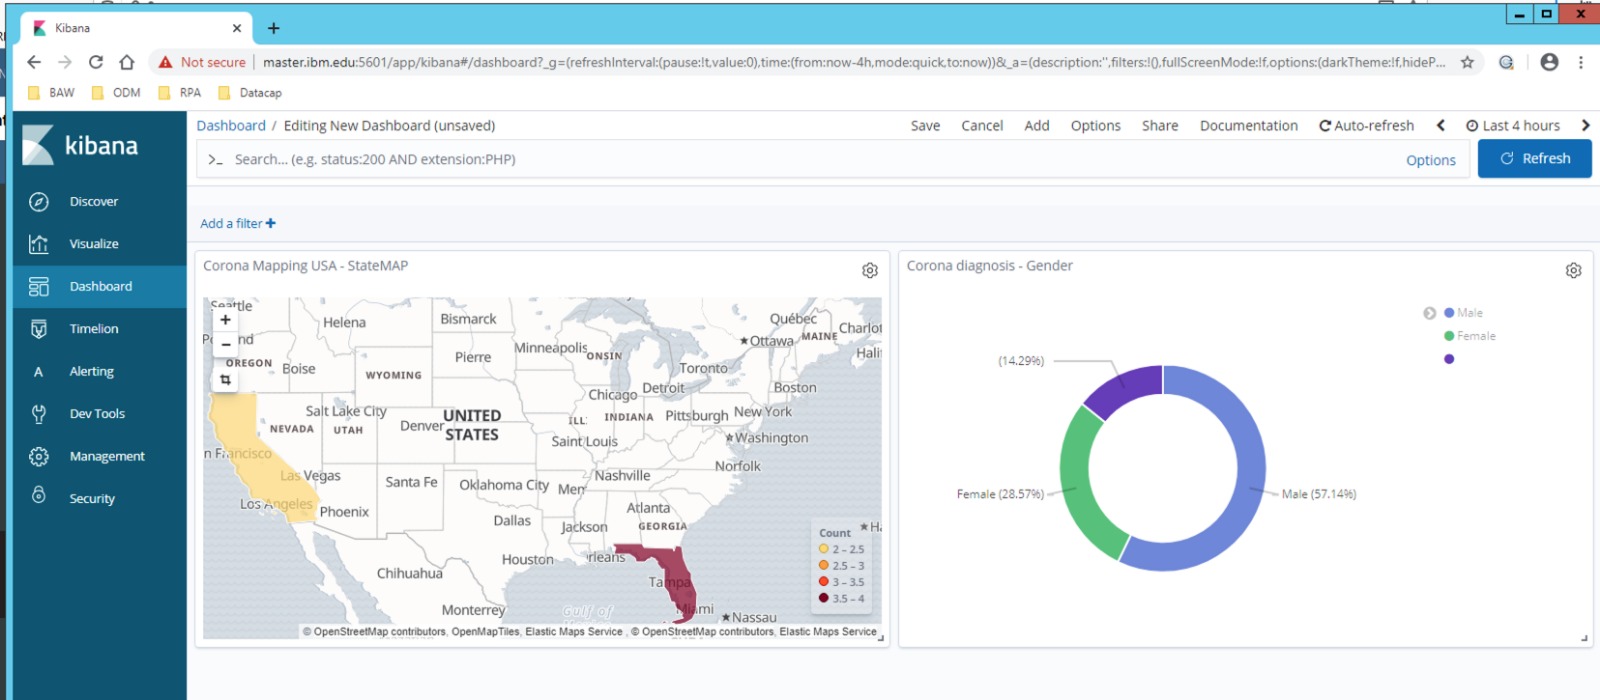 Kibana
Not secure
master.ibm.edu:5601/app/kibana#/dashboard?_g=(refreshInterval:(pause:!t,value:0),time:(from:now-4h,mode:quick,to:now))&_a=(description:'',filters:!(),fullScreenMode:!f,options:(darkTheme:!f,hideP...
BAW ODM RPA Datacap
kibana
Discover
Visualize
Dashboard
Timelion
Alerting
Dev Tools
Management
Security
Dashboard / Editing New Dashboard (unsaved)
Save Cancel Add Options Share Documentation Auto-refresh Last 4 hours
>_ Search... (e.g. status:200 AND extension:PHP)
Options
Refresh
Add a filter +
Corona Mapping USA - StateMAP
Seattle
Helena
Bismarck
Québec
Charlot
MAINE
Ottawa
Hali
OREGON
Boise
WYOMING
Pierre
Minneapolis
ONSIN
Toronto
Detroit
Chicago
Boston
Salt Lake City
NEVADA
UTAH
Denver
UNITED
STATES
ILL
INDIANA
Pittsburgh
New York
Saint Louis
Washington
n Francisco
Las Vegas
Santa Fe
Oklahoma City
Mem
Nashville
Norfolk
Los Angeles
Phoenix
Dallas
Jackson
Atlanta
GEORGIA
Houston
rleans
Chihuahua
Tampa
Monterrey
Gulf of
Miami
Nassau
Ha
Count
2 – 2.5
2.5 – 3
3 – 3.5
3.5 – 4
© OpenStreetMap contributors, OpenMapTiles, Elastic Maps Service , © OpenStreetMap contributors, Elastic Maps Service
Corona diagnosis - Gender
Male
Female
(14.29%)
Female (28.57%)
Male (57.14%)